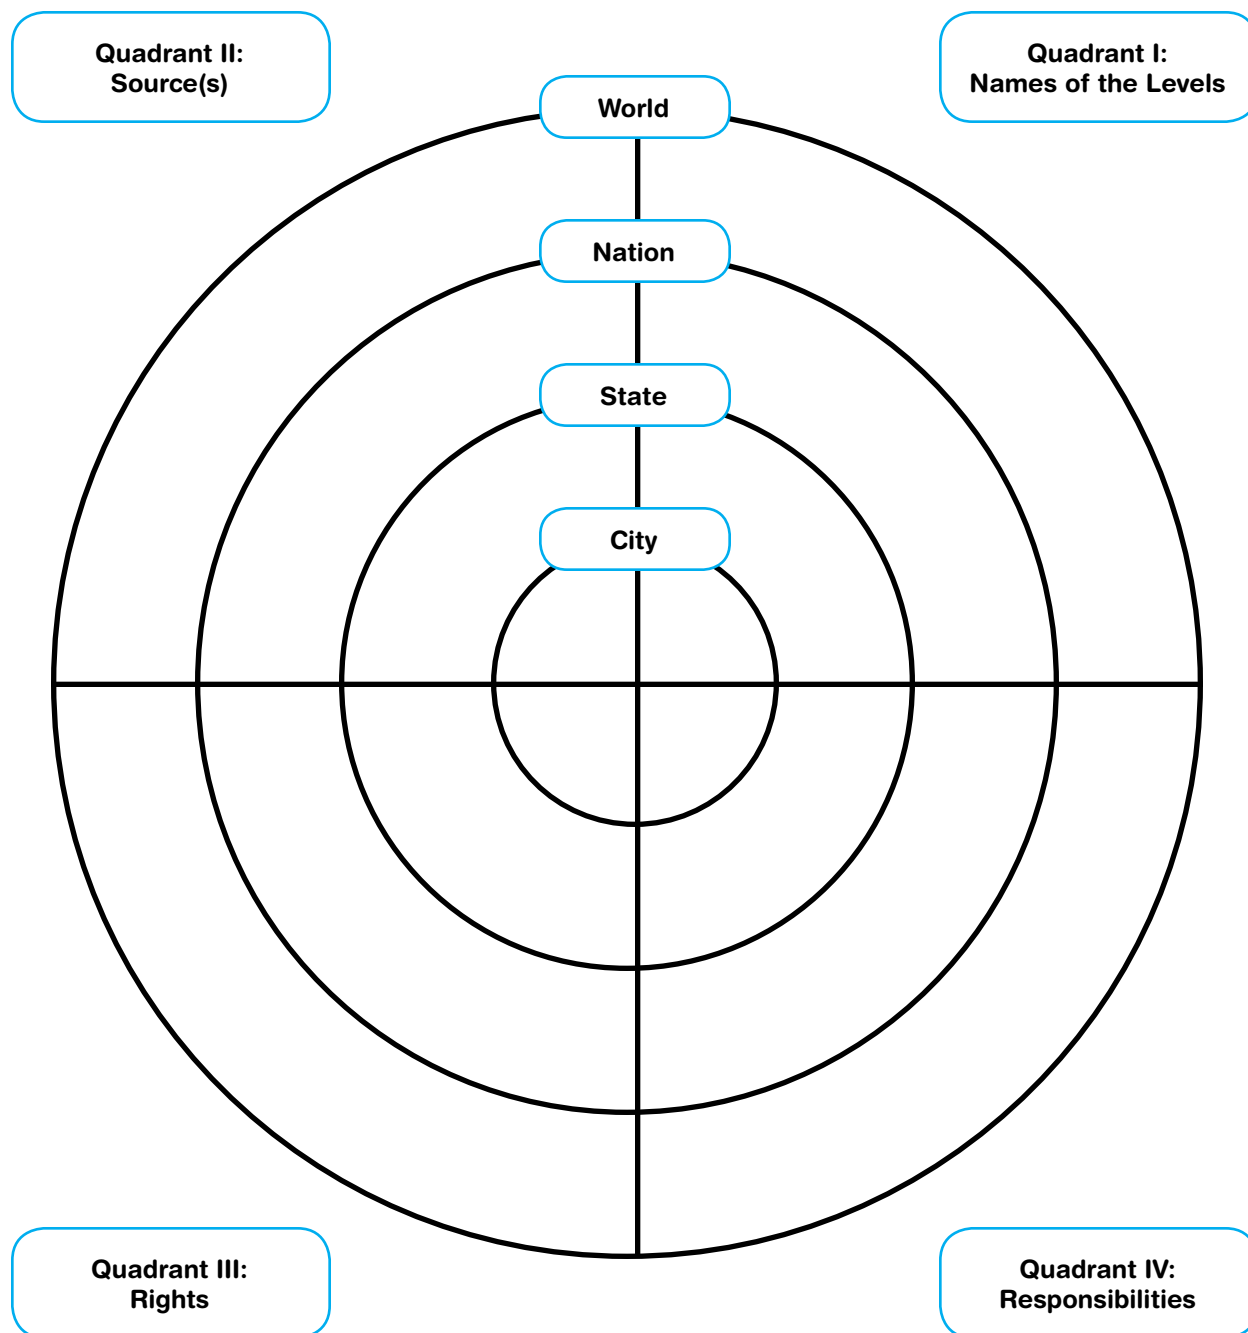 Quadrant II:
Source(s)
Quadrant I:
Names of the Levels
World
Nation
State
City
Quadrant III:
Rights
Quadrant IV:
Responsibilities